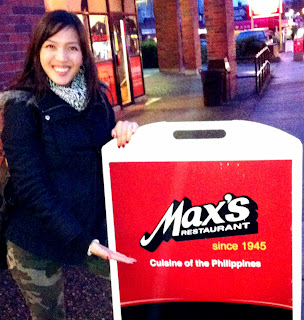 Max's
RESTAURANT
since 1945
Cuisine of the Philippines